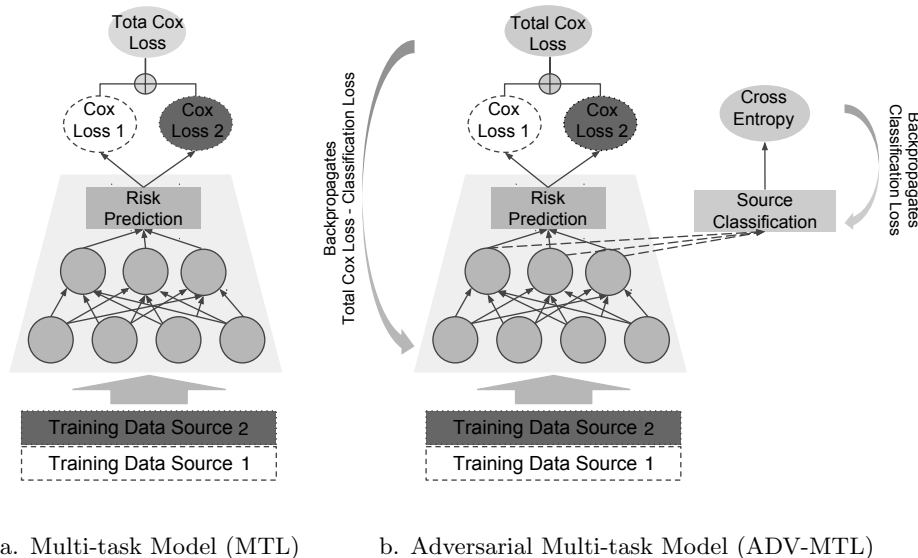 Tota Cox
Loss
Cox
Loss 1
Cox
Loss 2
Risk
Prediction
Training Data Source 2
Training Data Source 1
a. Multi-task Model (MTL)
Backpropagates
Total Cox Loss - Classification Loss
Total Cox
Loss
Cox
Loss 1
Cox
Loss 2
Risk
Prediction
Cross
Entropy
Source
Classification
Backpropagates
Classification Loss
Training Data Source 2
Training Data Source 1
b. Adversarial Multi-task Model (ADV-MTL)